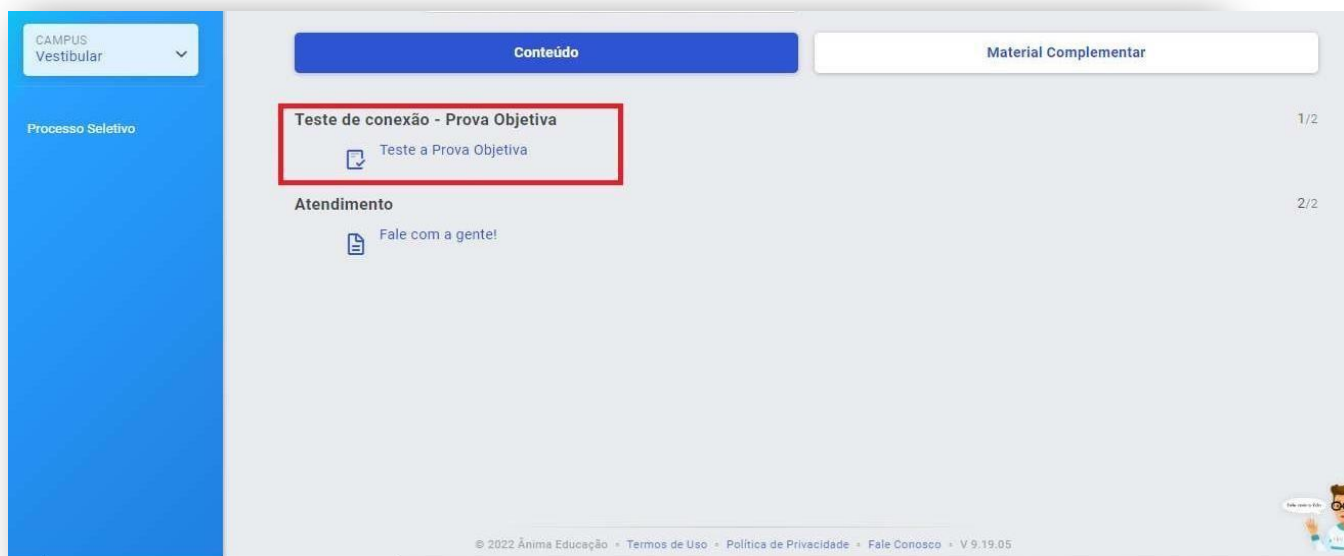 CAMPUS
Vestibular
Processo Seletivo
Conteúdo
Material Complementar
Teste de conexão - Prova Objetiva
1/2
Teste a Prova Objetiva
Atendimento
2/2
Fale com a gente!
© 2022 Ânima Educação • Termos de Uso • Política de Privacidade • Fale Conosco • V 9.19.05